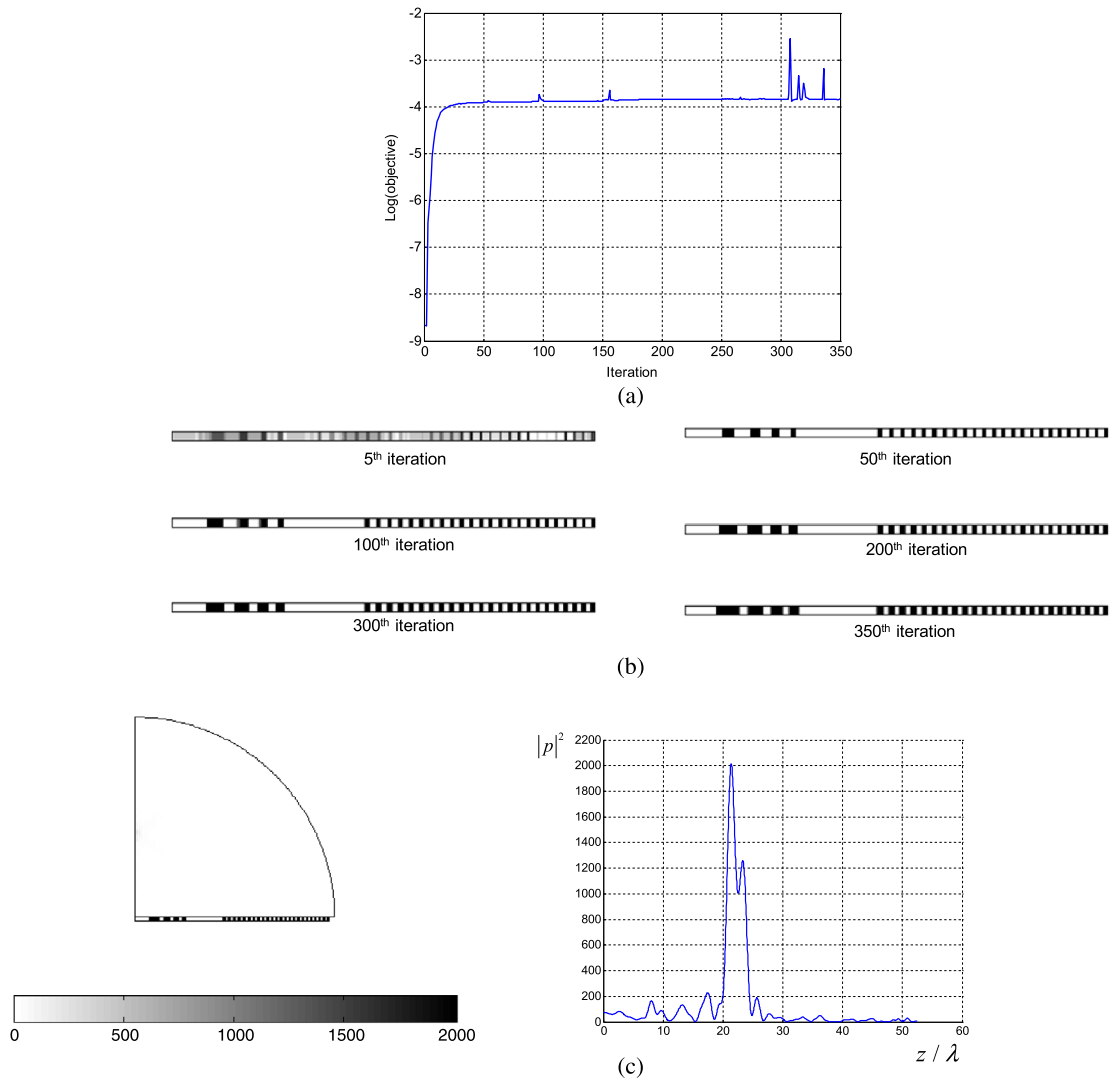 -2
-3
-4
-5
-6
-7
-8
-9
Log(objective)
0 50 100 150 200 250 300 350
Iteration
(a)
5th iteration
50th iteration
100th iteration
200th iteration
300th iteration
350th iteration
(b)
0 500 1000 1500 2000
|p|²
2200
2000
1800
1600
1400
1200
1000
800
600
400
200
0
0 10 20 30 40 50 60
z / λ
(c)